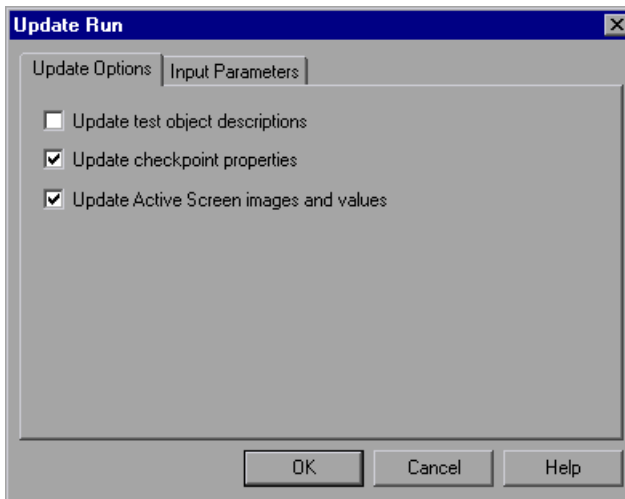 Update Run
Update Options Input Parameters
Update test object descriptions
Update checkpoint properties
Update Active Screen images and values
OK Cancel Help